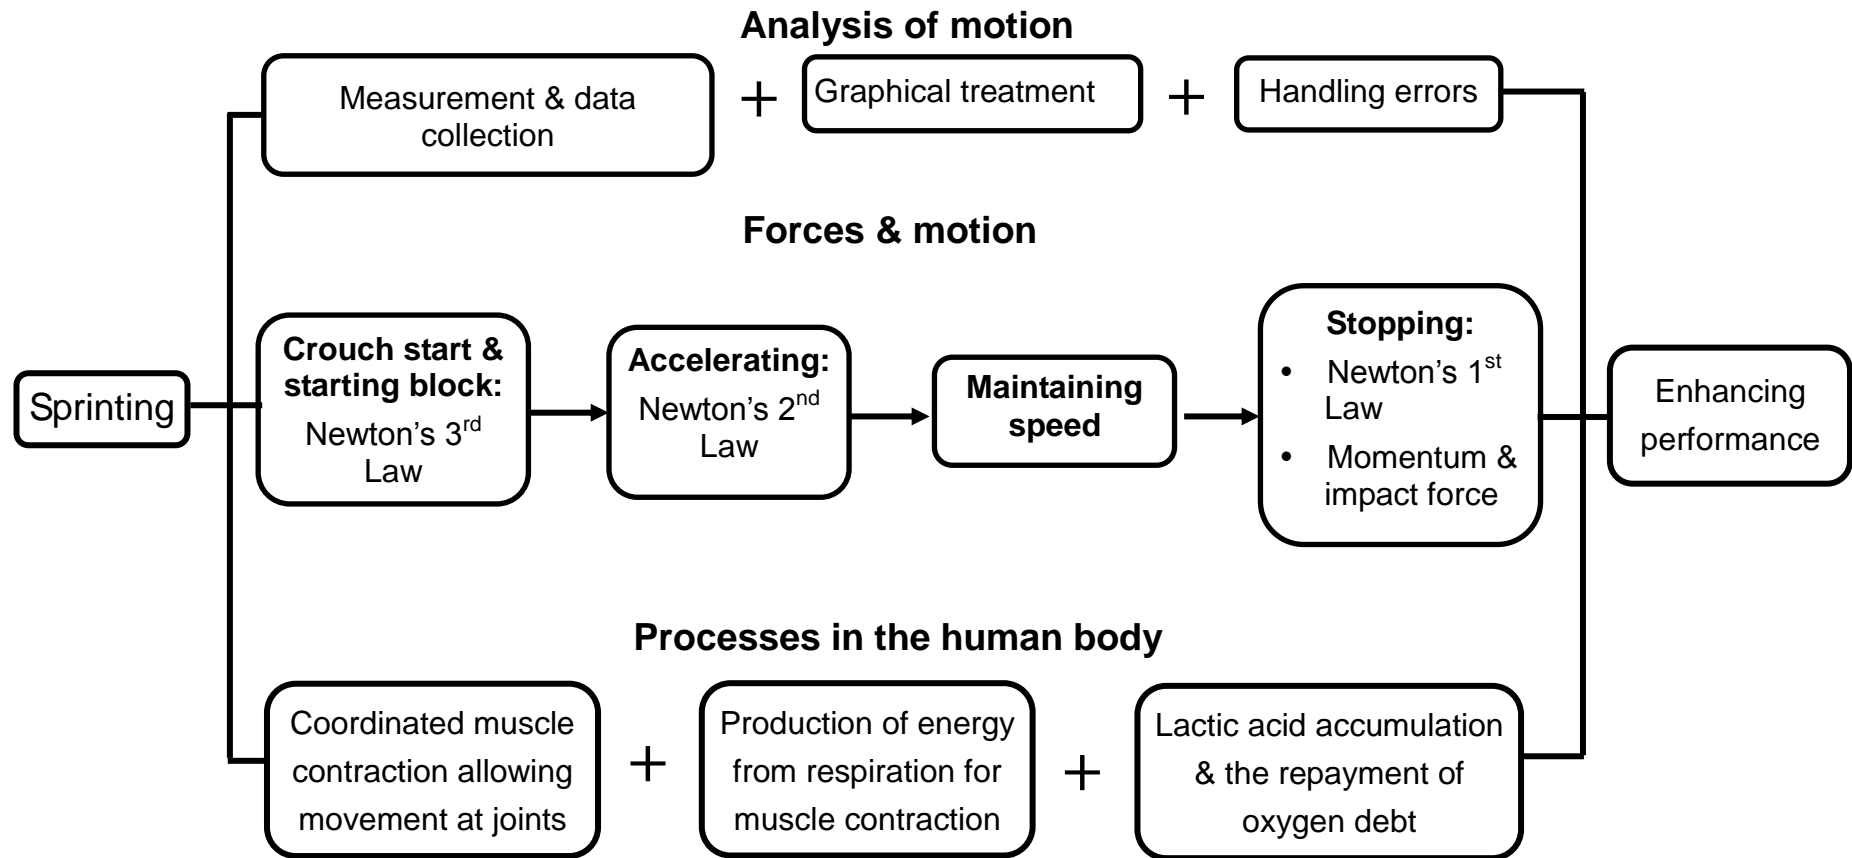 Analysis of motion
Measurement & data
collection
+
Graphical treatment
+
Handling errors
Forces & motion
Sprinting
Crouch start &
starting block:
Newton’s 3rd
Law
Accelerating:
Newton’s 2nd
Law
Maintaining
speed
Stopping:
• Newton’s 1st
Law
• Momentum &
impact force
Enhancing
performance
Processes in the human body
Coordinated muscle
contraction allowing
movement at joints
+
Production of energy
from respiration for
muscle contraction
+
Lactic acid accumulation
& the repayment of
oxygen debt